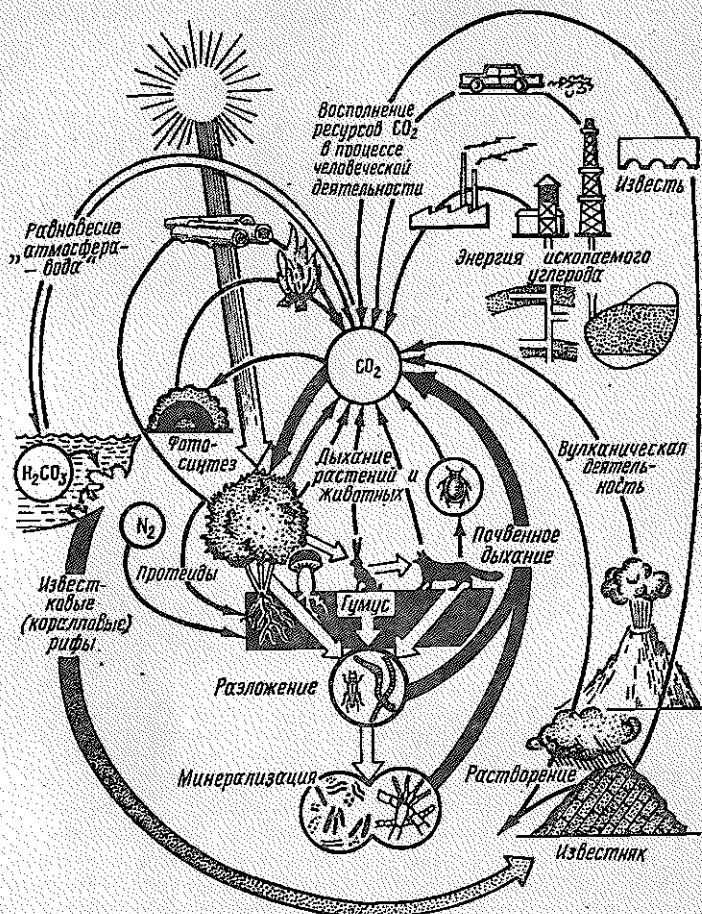 Восполнение
ресурсов CO₂
в процессе
человеческой
деятельности
Известь
Равновесие
„атмосфера-
–вода“
Энергия ископаемого
углерода
CO₂
Фото-
синтез
Дыхание
растений и
животных
Вулканическая
деятель-
ность
H₂CO₃
N₂
Почвенное
дыхание
Протеиды
Извест-
ковые
(коралловые)
рифы
Гумус
Разложение
Минерализация
Растворение
Известняк